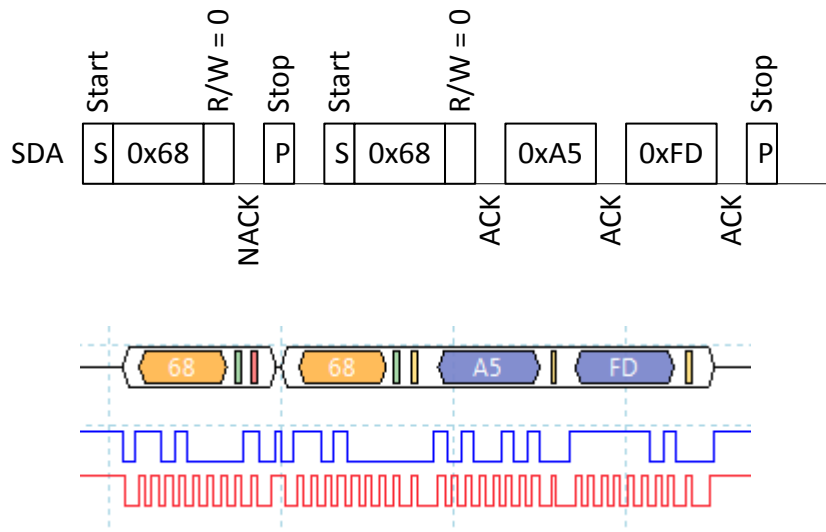 Start R/W = 0 Stop Start R/W = 0 Stop
SDA S 0x68 P S 0x68 0xA5 0xFD P
NACK ACK ACK ACK
68 68 A5 FD